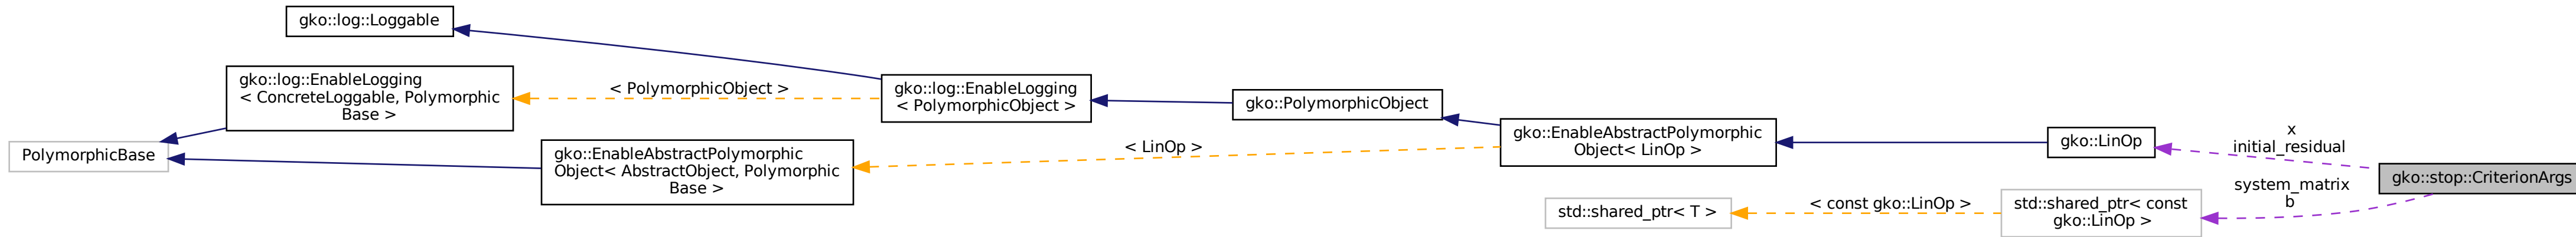 gko::log::Loggable
gko::log::EnableLogging
< ConcreteLoggable, Polymorphic
Base >
< PolymorphicObject >
gko::log::EnableLogging
< PolymorphicObject >
gko::PolymorphicObject
gko::EnableAbstractPolymorphic
Object< LinOp >
gko::LinOp
x
initial_residual
gko::stop::CriterionArgs
PolymorphicBase
gko::EnableAbstractPolymorphic
Object< AbstractObject, Polymorphic
Base >
< LinOp >
std::shared_ptr< T >
< const gko::LinOp >
std::shared_ptr< const
gko::LinOp >
system_matrix
b